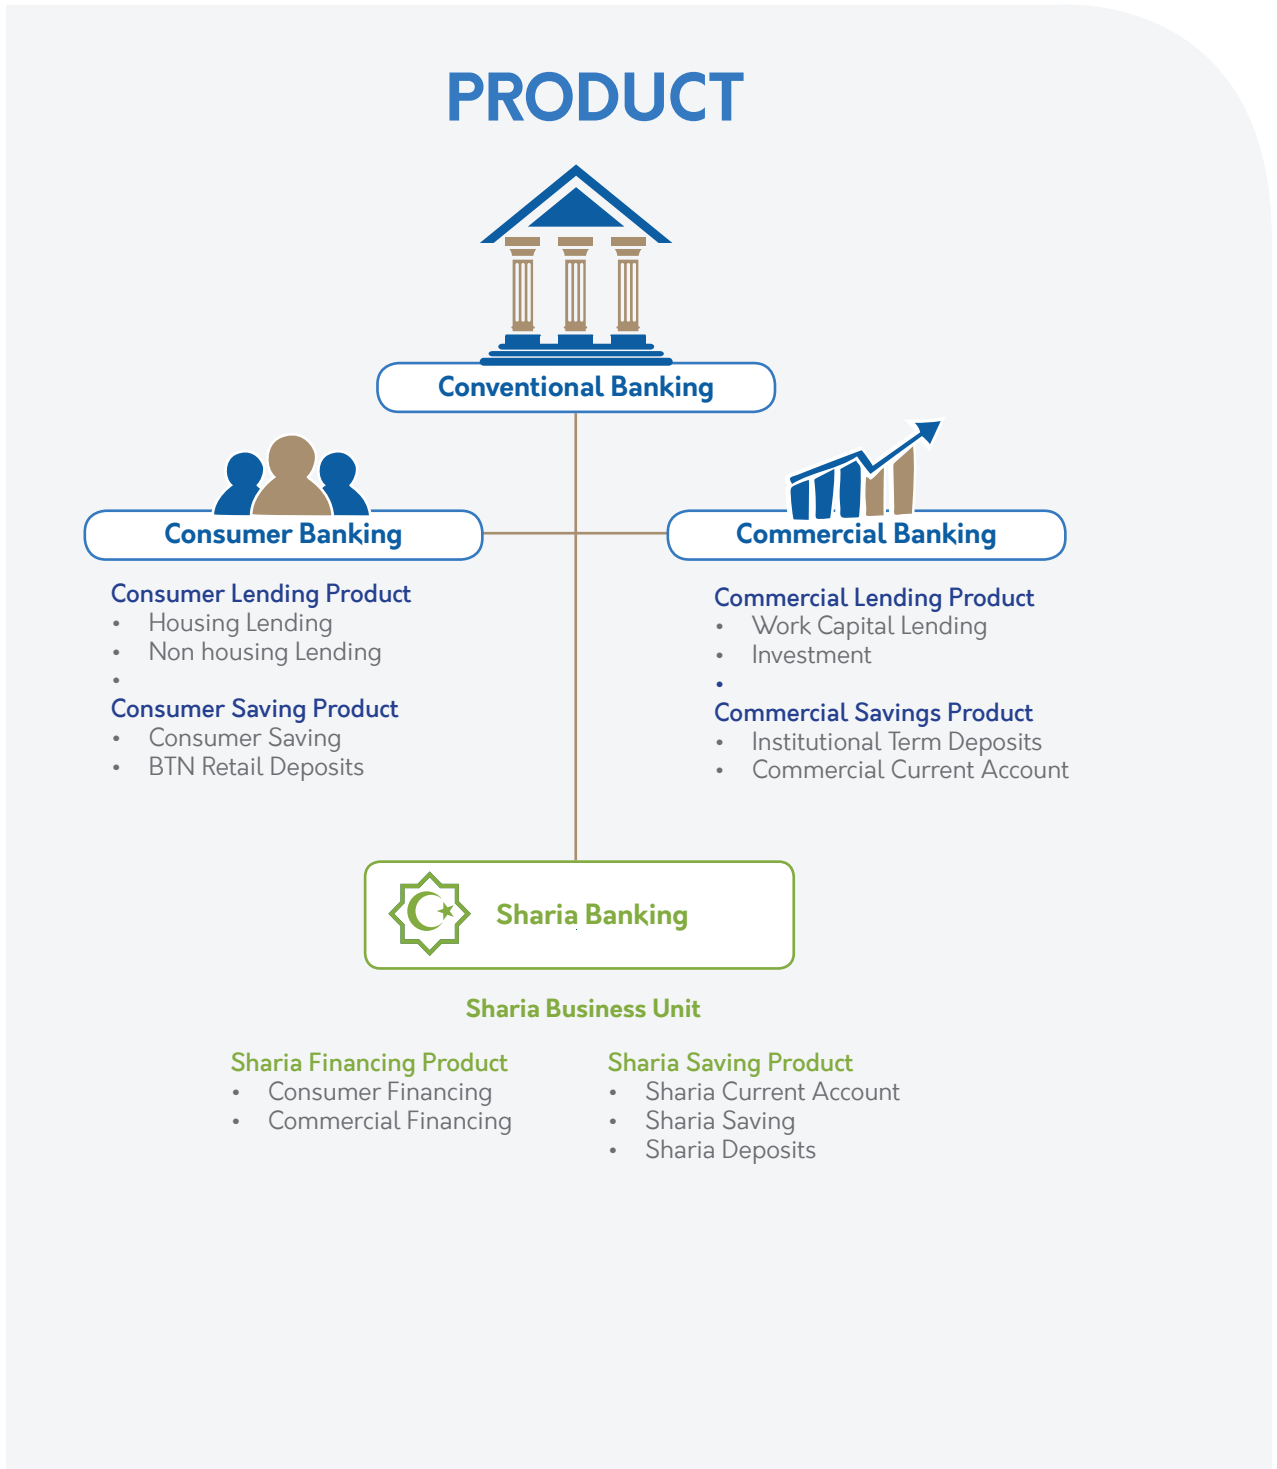 PRODUCT
Conventional Banking
Consumer Banking
Consumer Lending Product
• Housing Lending
• Non housing Lending
•
Consumer Saving Product
• Consumer Saving
• BTN Retail Deposits
Commercial Banking
Commercial Lending Product
• Work Capital Lending
• Investment
•
Commercial Savings Product
• Institutional Term Deposits
• Commercial Current Account
Sharia Banking
Sharia Business Unit
Sharia Financing Product
• Consumer Financing
• Commercial Financing
Sharia Saving Product
• Sharia Current Account
• Sharia Saving
• Sharia Deposits